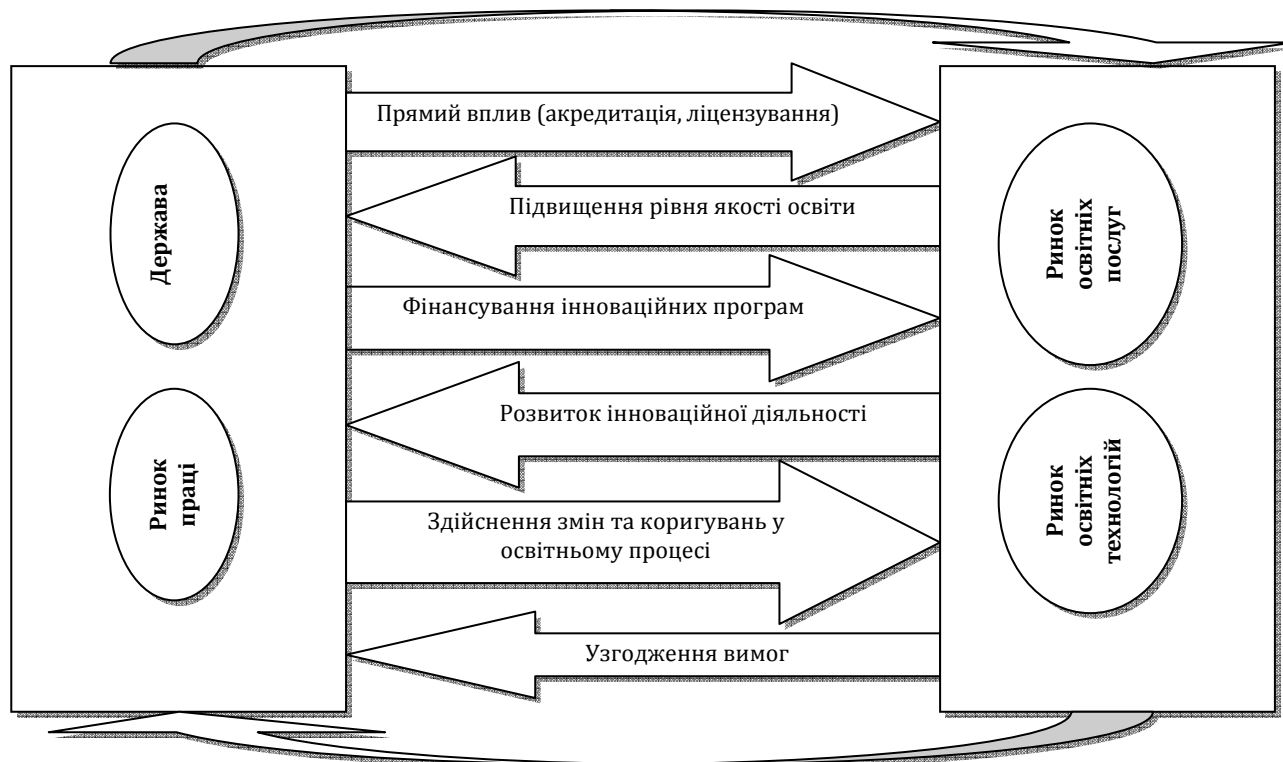 Прямий вплив (акредитація, ліцензування)
Підвищення рівня якості освіти
Фінансування інноваційних програм
Розвиток інноваційної діяльності
Здійснення змін та коригувань у
освітньому процесі
Узгодження вимог
Держава
Ринок
праці
Ринок
освітніх
послуг
Ринок
освітніх
технологій